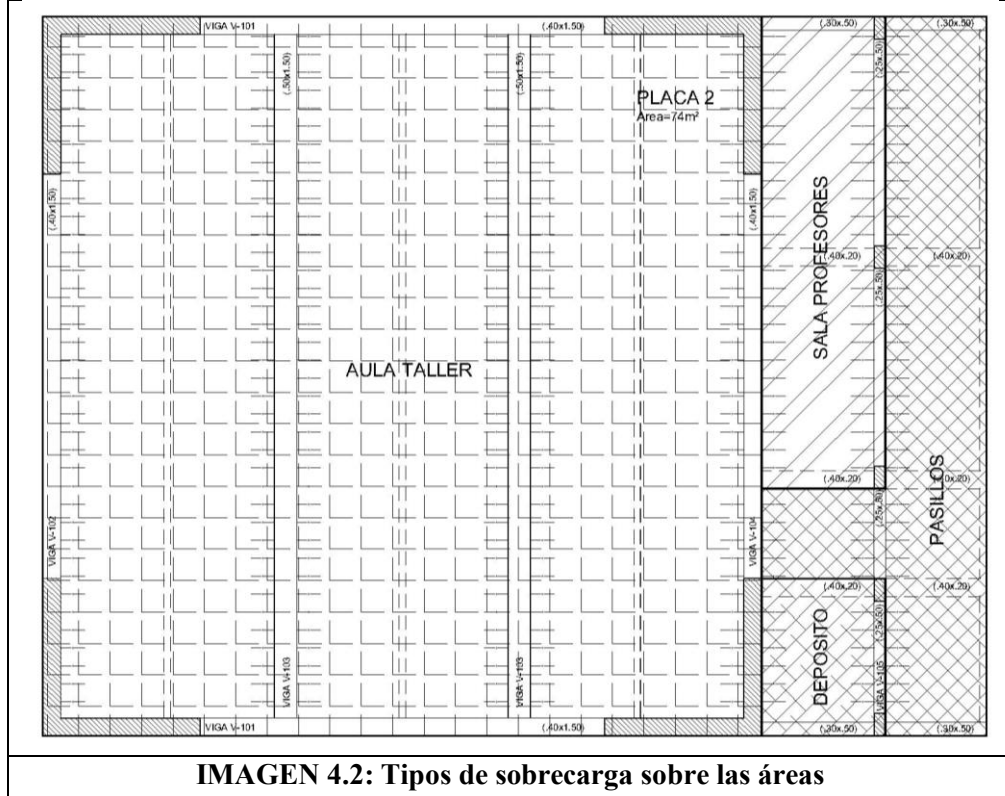 VIGA V-101
(.40x1.50)
(.30x.50)
(.30x.50)
(.50x1.50)
(.50x1.50)
(.25x.50)
PLACA 2
Area=74m²
(.40x1.50)
(.40x1.50)
SALA PROFESORES
(.40x.20)
(.40x.20)
(.25x.50)
AULA TALLER
(.40x.20)
(.40x.20)
PASILLOS
VIGA V-102
VIGA V-104
(.25x.50)
(.40x.20)
(.40x.20)
DEPOSITO
(.25x.50)
VIGA V-103
VIGA V-103
VIGA V-105
VIGA V-101
(.40x1.50)
(.30x.50)
(.30x.50)
IMAGEN 4.2: Tipos de sobrecarga sobre las áreas